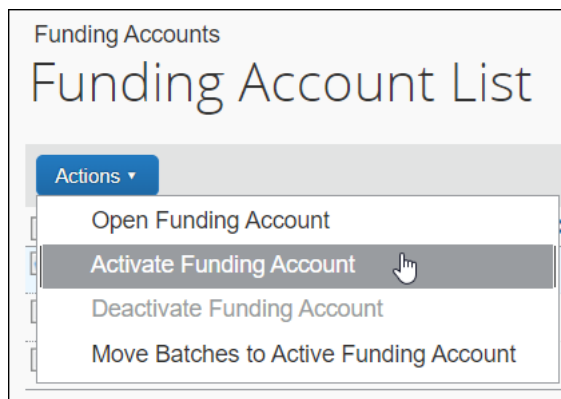 Funding Accounts
Funding Account List
Actions
Open Funding Account
Activate Funding Account
Deactivate Funding Account
Move Batches to Active Funding Account